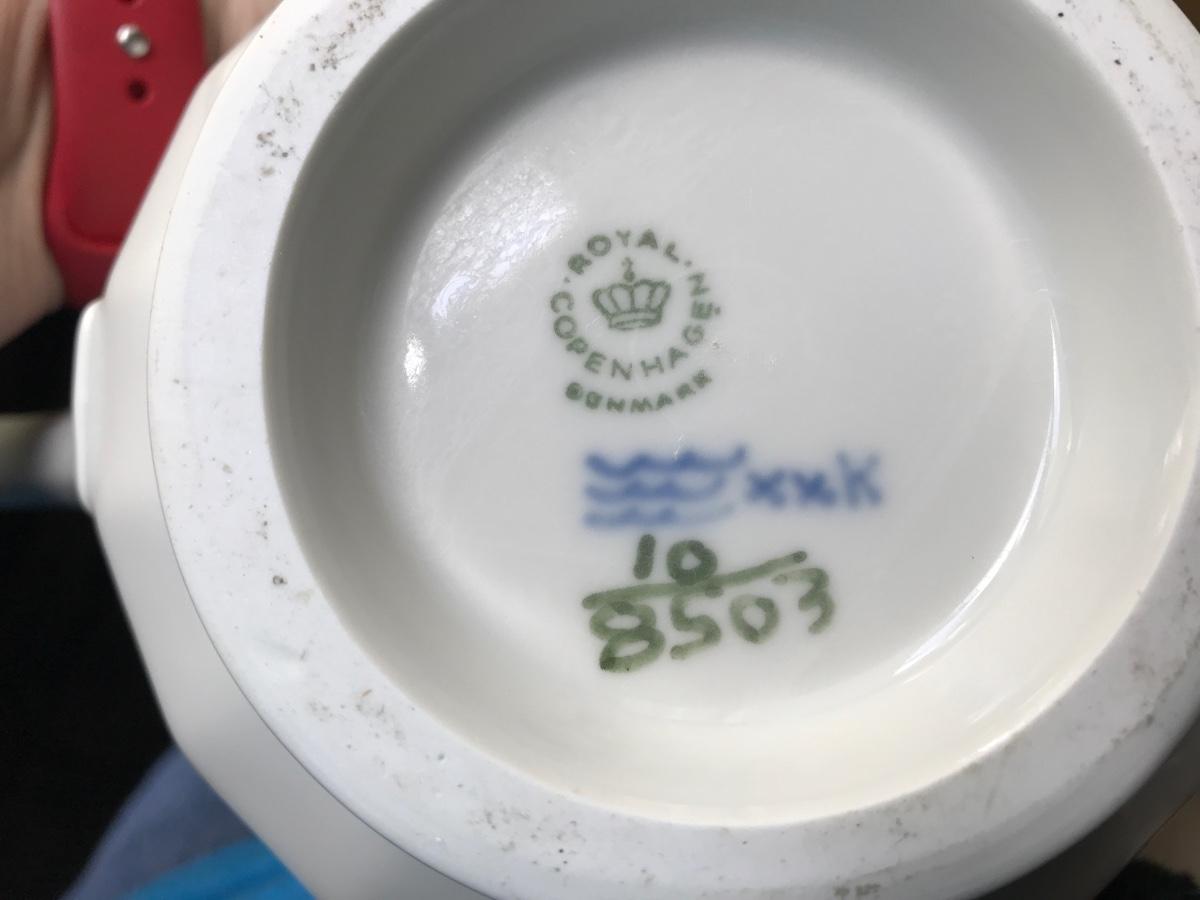 ROYAL
COPENHAGEN
DENMARK
xxK
10
8503